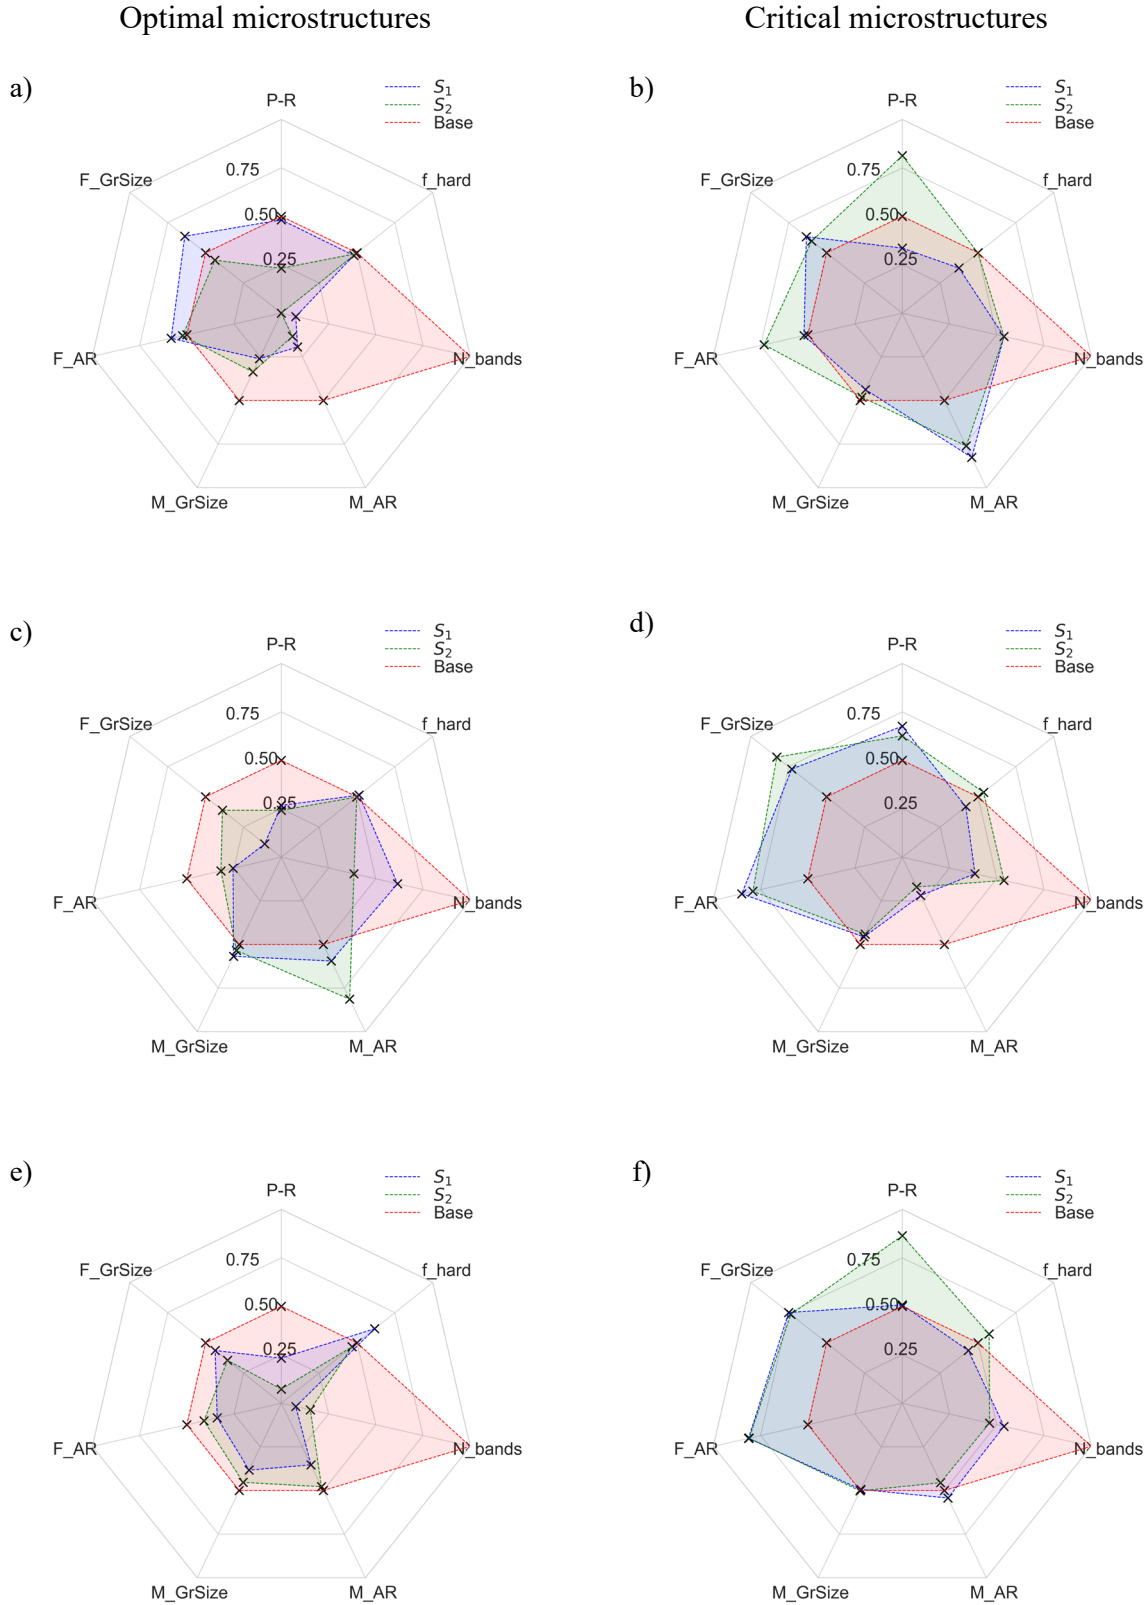 Optimal microstructures
Critical microstructures
a)
S₁
S₂
Base
P-R
f_hard
N_bands
M_AR
M_GrSize
F_AR
F_GrSize
0.75
0.50
0.25
b)
S₁
S₂
Base
P-R
f_hard
N_bands
M_AR
M_GrSize
F_AR
F_GrSize
0.75
0.50
0.25
c)
S₁
S₂
Base
P-R
f_hard
N_bands
M_AR
M_GrSize
F_AR
F_GrSize
0.75
0.50
0.25
d)
S₁
S₂
Base
P-R
f_hard
N_bands
M_AR
M_GrSize
F_AR
F_GrSize
0.75
0.50
0.25
e)
S₁
S₂
Base
P-R
f_hard
N_bands
M_AR
M_GrSize
F_AR
F_GrSize
0.75
0.50
0.25
f)
S₁
S₂
Base
P-R
f_hard
N_bands
M_AR
M_GrSize
F_AR
F_GrSize
0.75
0.50
0.25